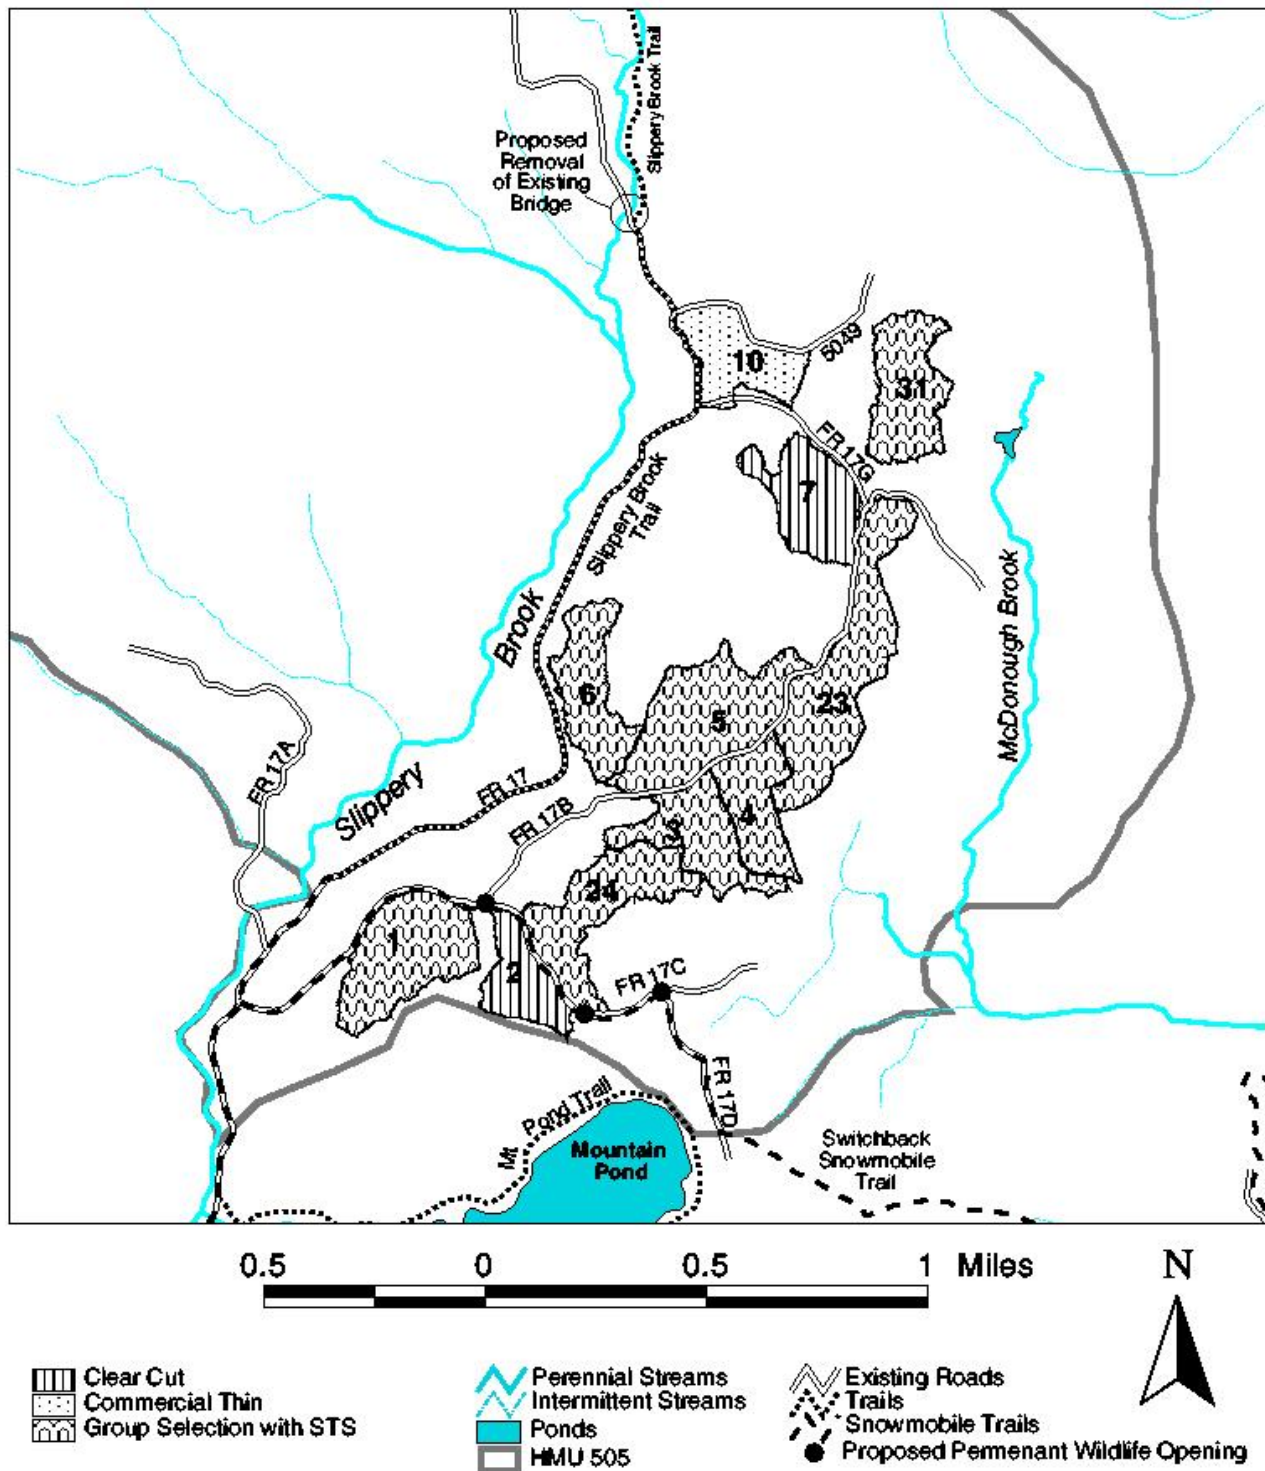 Slippery Brook Trail
Proposed
Removal
of Existing
Bridge
5049
10
31
FR 17G
7
Slippery Brook
Trail
Brook
McDonough Brook
6
5
23
FR 17A
Slippery
FR 17
FR 17B
3
4
24
1
2
FR 17C
FR 17D
Mt. Pond Trail
Mountain
Pond
Switchback
Snowmobile
Trail
0.5 0 0.5 1 Miles
N
Clear Cut
Commercial Thin
Group Selection with STS
Perennial Streams
Intermittent Streams
Ponds
HMU 505
Existing Roads
Trails
Snowmobile Trails
Proposed Permenant Wildlife Opening